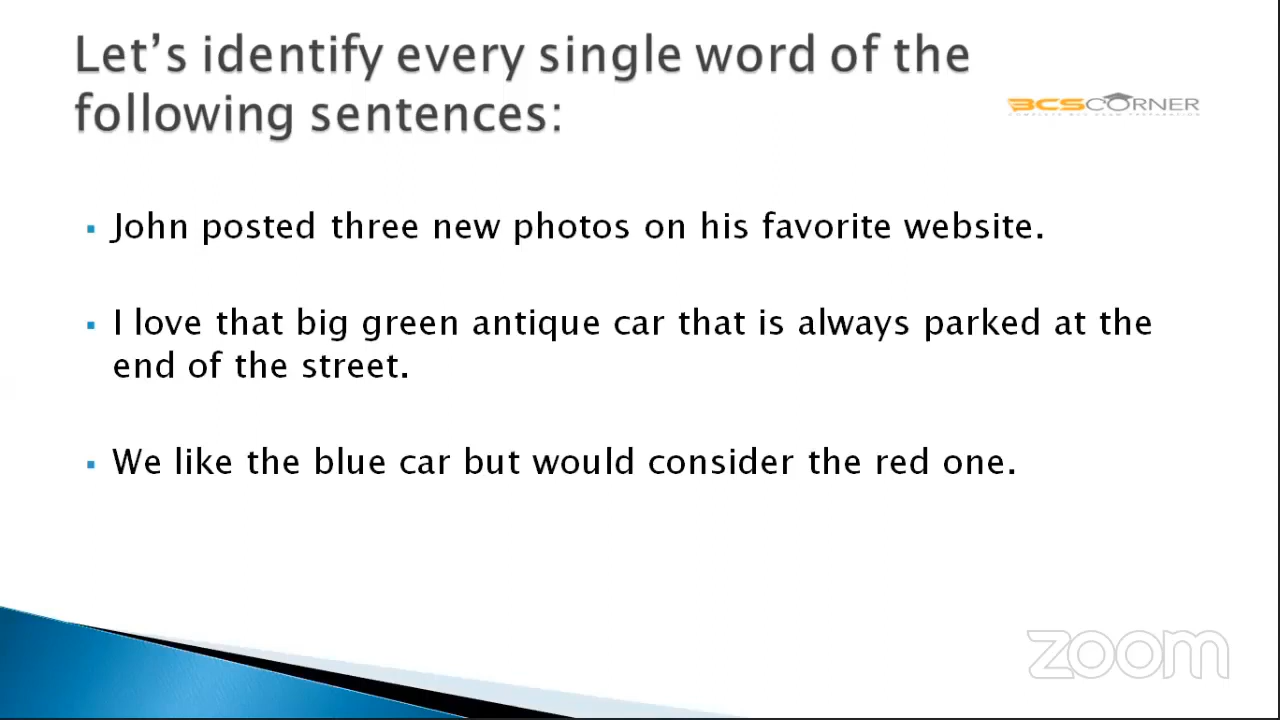 Let's identify every single word of the
following sentences:
BCSCORNER
▪ John posted three new photos on his favorite website.
▪ I love that big green antique car that is always parked at the
end of the street.
▪ We like the blue car but would consider the red one.
zoom